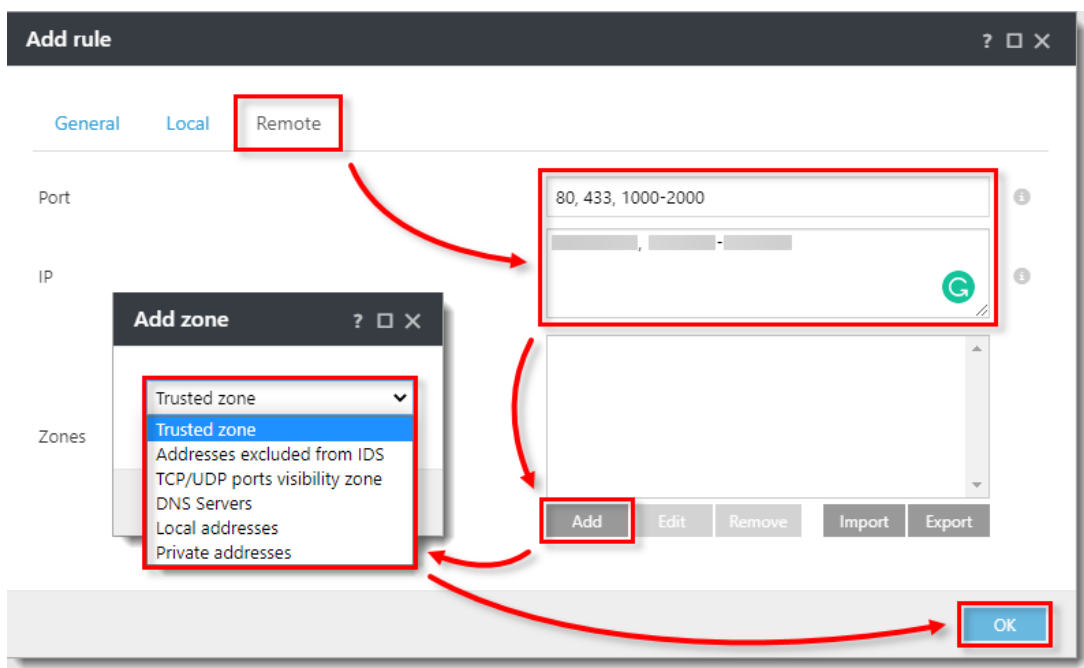 Add rule
?
General Local Remote
Port
80, 433, 1000-2000
IP
, -
Add zone
?
Trusted zone
Trusted zone
Addresses excluded from IDS
TCP/UDP ports visibility zone
DNS Servers
Local addresses
Private addresses
Zones
Add Edit Remove Import Export
OK